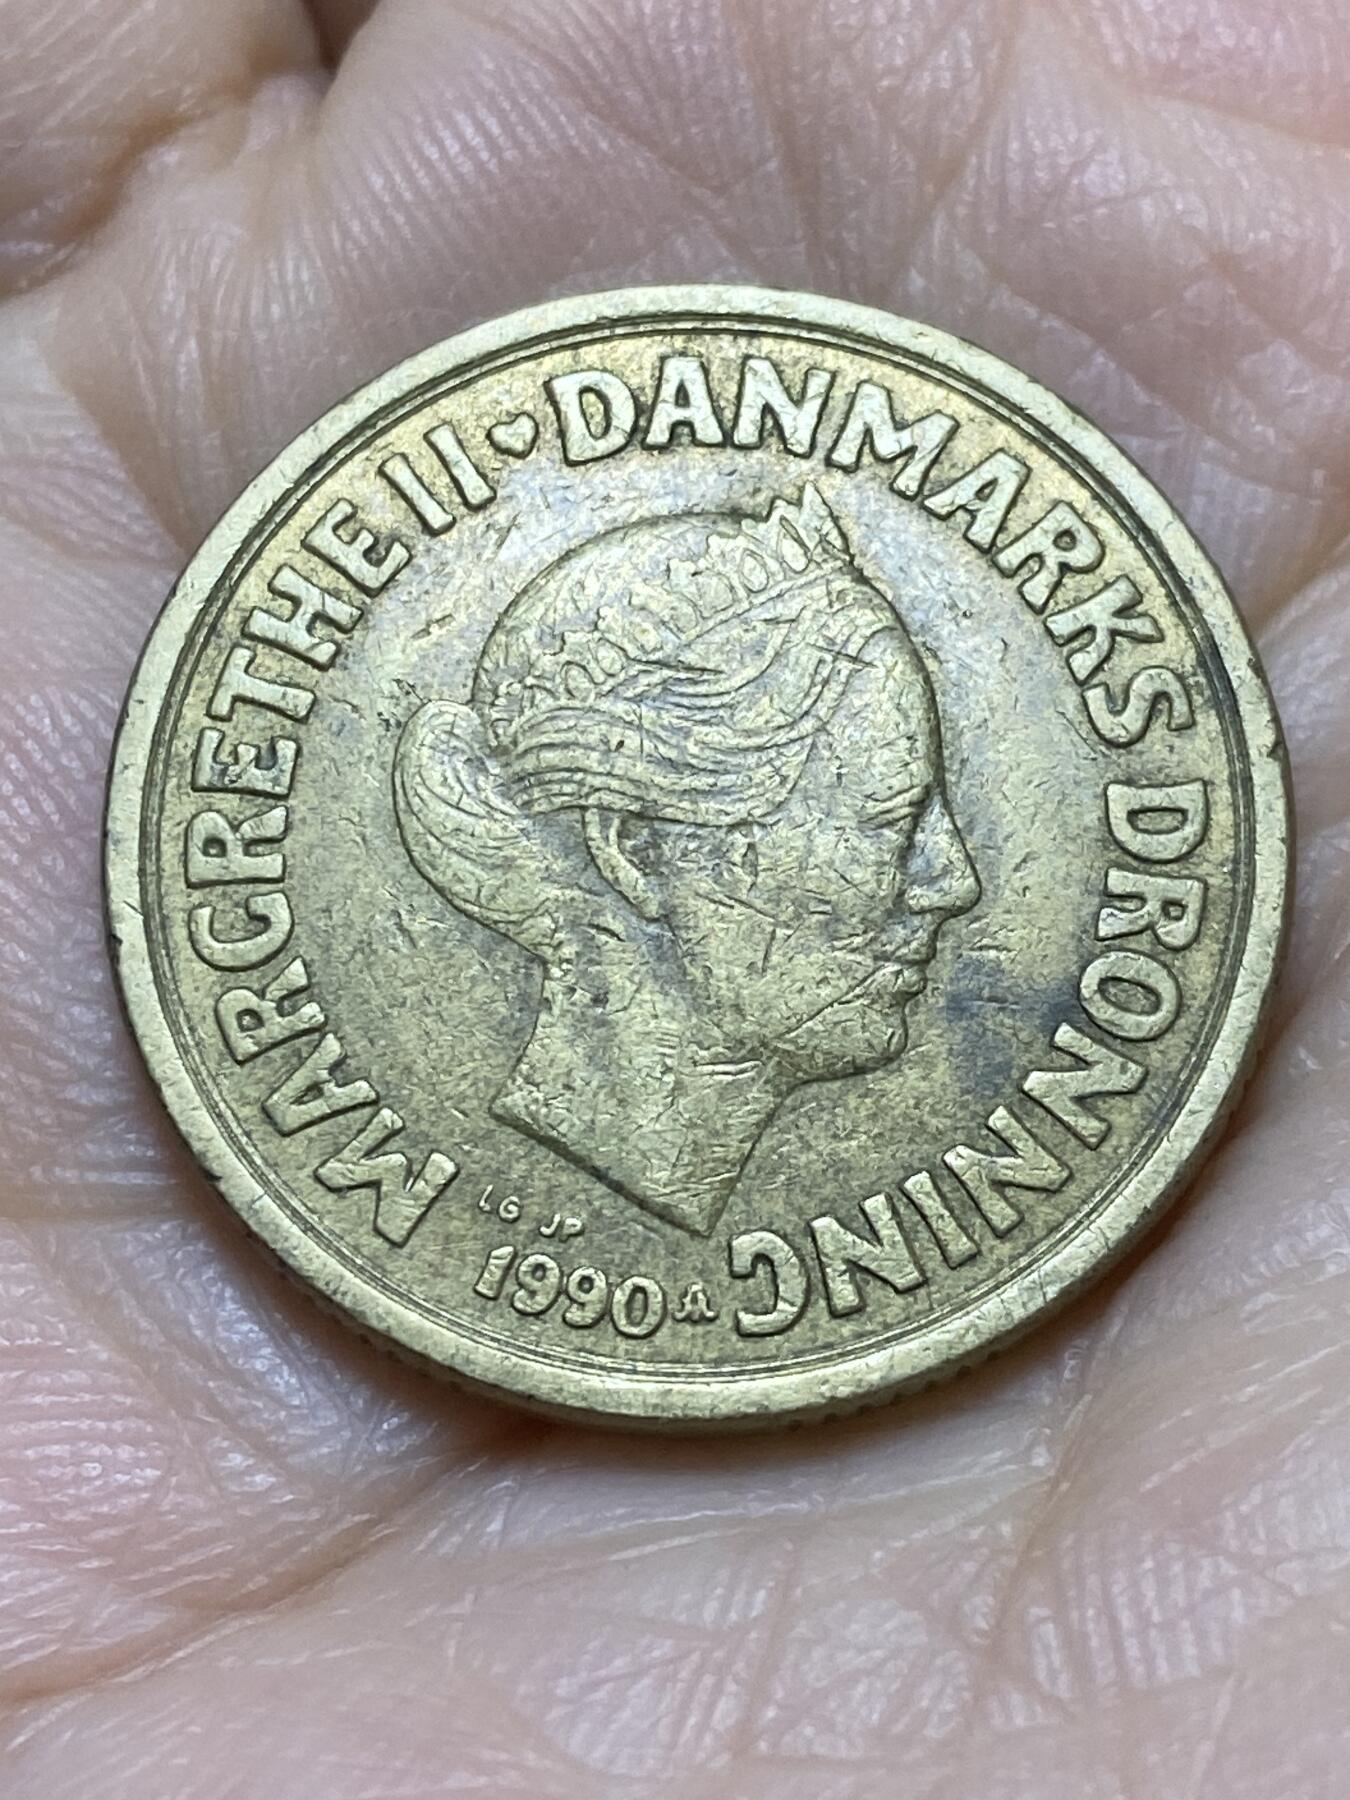 MARGRETHE II ♥ DANMARKS DRONNING
LG JP
1990